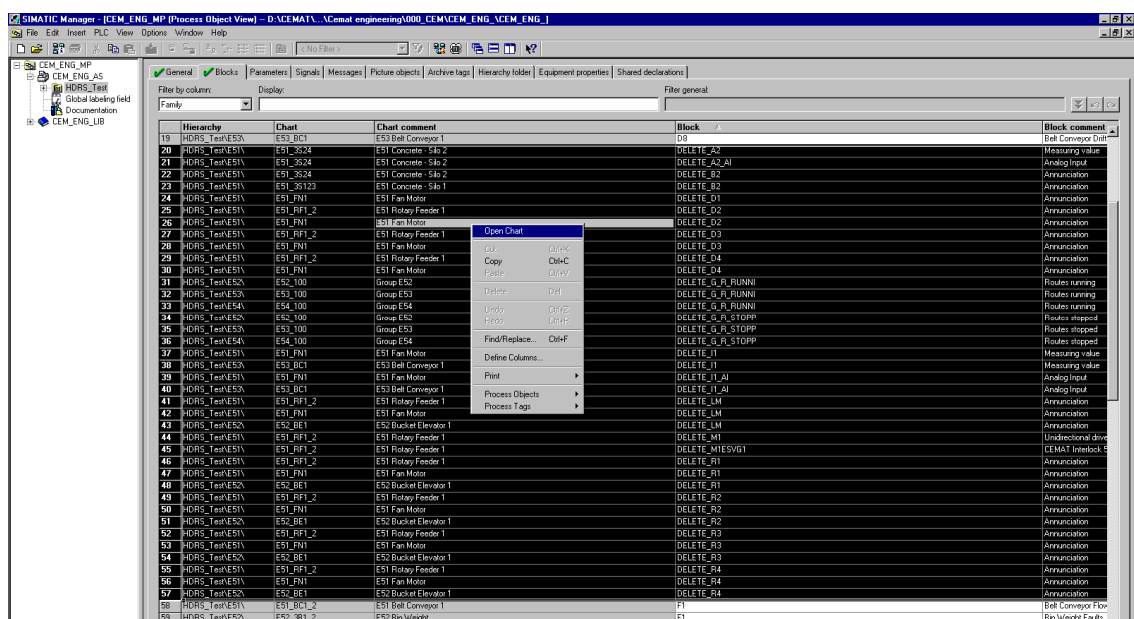 SIMATIC Manager - [CEM_ENG_MP (Process Object View) -- D:\CEMAT\...\Cemat engineering\000_CEM\CEM_ENG_\CEM_ENG_]
File Edit Insert PLC View Options Window Help
< No Filter >
CEM_ENG_MP
CEM_ENG_AS
HDRS_Test
Global labeling field
Documentation
CEM_ENG_LIB
General Blocks Parameters Signals Messages Picture objects Archive tags Hierarchy folder Equipment properties Shared declarations
Filter by column: Display: Filter general:
Family
Hierarchy Chart Chart comment Block Block comment
19 HDRS_Test\E53\ E53_BC1 E53 Belt Conveyor 1 D8 Belt Conveyor Drift
20 HDRS_Test\E51\ E51_3S24 E51 Concrete - Silo 2 DELETE_A2 Measuring value
21 HDRS_Test\E51\ E51_3S24 E51 Concrete - Silo 2 DELETE_A2_AI Analog Input
22 HDRS_Test\E51\ E51_3S24 E51 Concrete - Silo 2 DELETE_B2 Annunciation
23 HDRS_Test\E51\ E51_3S123 E51 Concrete - Silo 1 DELETE_B2 Annunciation
24 HDRS_Test\E51\ E51_FN1 E51 Fan Motor DELETE_D1 Annunciation
25 HDRS_Test\E51\ E51_RF1_2 E51 Rotary Feeder 1 DELETE_D2 Annunciation
26 HDRS_Test\E51\ E51_FN1 E51 Fan Motor DELETE_D2 Annunciation
27 HDRS_Test\E51\ E51_RF1_2 E51 Rotary Feeder 1 DELETE_D3 Annunciation
28 HDRS_Test\E51\ E51_FN1 E51 Fan Motor DELETE_D3 Annunciation
29 HDRS_Test\E51\ E51_RF1_2 E51 Rotary Feeder 1 DELETE_D4 Annunciation
30 HDRS_Test\E51\ E51_FN1 E51 Fan Motor DELETE_D4 Annunciation
31 HDRS_Test\E52\ E52_100 Group E52 DELETE_G_R_RUNNI Routes running
32 HDRS_Test\E53\ E53_100 Group E53 DELETE_G_R_RUNNI Routes running
33 HDRS_Test\E54\ E54_100 Group E54 DELETE_G_R_RUNNI Routes running
34 HDRS_Test\E52\ E52_100 Group E52 DELETE_G_R_STOPP Routes stopped
35 HDRS_Test\E53\ E53_100 Group E53 DELETE_G_R_STOPP Routes stopped
36 HDRS_Test\E54\ E54_100 Group E54 DELETE_G_R_STOPP Routes stopped
37 HDRS_Test\E51\ E51_FN1 E51 Fan Motor DELETE_I1 Measuring value
38 HDRS_Test\E53\ E53_BC1 E53 Belt Conveyor 1 DELETE_I1 Measuring value
39 HDRS_Test\E51\ E51_FN1 E51 Fan Motor DELETE_I1_AI Analog Input
40 HDRS_Test\E53\ E53_BC1 E53 Belt Conveyor 1 DELETE_I1_AI Analog Input
41 HDRS_Test\E51\ E51_RF1_2 E51 Rotary Feeder 1 DELETE_LM Annunciation
42 HDRS_Test\E51\ E51_FN1 E51 Fan Motor DELETE_LM Annunciation
43 HDRS_Test\E52\ E52_BE1 E52 Bucket Elevator 1 DELETE_LM Annunciation
44 HDRS_Test\E51\ E51_RF1_2 E51 Rotary Feeder 1 DELETE_M1 Unidirectional drive
45 HDRS_Test\E51\ E51_RF1_2 E51 Rotary Feeder 1 DELETE_M1ESVG1 CEMAT Interlock 5
46 HDRS_Test\E51\ E51_RF1_2 E51 Rotary Feeder 1 DELETE_R1 Annunciation
47 HDRS_Test\E51\ E51_FN1 E51 Fan Motor DELETE_R1 Annunciation
48 HDRS_Test\E52\ E52_BE1 E52 Bucket Elevator 1 DELETE_R1 Annunciation
49 HDRS_Test\E51\ E51_RF1_2 E51 Rotary Feeder 1 DELETE_R2 Annunciation
50 HDRS_Test\E51\ E51_FN1 E51 Fan Motor DELETE_R2 Annunciation
51 HDRS_Test\E52\ E52_BE1 E52 Bucket Elevator 1 DELETE_R2 Annunciation
52 HDRS_Test\E51\ E51_RF1_2 E51 Rotary Feeder 1 DELETE_R3 Annunciation
53 HDRS_Test\E51\ E51_FN1 E51 Fan Motor DELETE_R3 Annunciation
54 HDRS_Test\E52\ E52_BE1 E52 Bucket Elevator 1 DELETE_R3 Annunciation
55 HDRS_Test\E51\ E51_RF1_2 E51 Rotary Feeder 1 DELETE_R4 Annunciation
56 HDRS_Test\E51\ E51_FN1 E51 Fan Motor DELETE_R4 Annunciation
57 HDRS_Test\E52\ E52_BE1 E52 Bucket Elevator 1 DELETE_R4 Annunciation
58 HDRS_Test\E51\ E51_BC1_2 E51 Belt Conveyor 1 F1 Belt Conveyor Flow
59 HDRS_Test\E52\ E52_3B1_2 E52 Bin Weight F1 Bin Weight Faults
Open Chart
Cut Ctrl+X
Copy Ctrl+C
Paste Ctrl+V
Delete Del
Undo Ctrl+Z
Redo
Find/Replace... Ctrl+F
Define Columns...
Print
Process Objects
Process Tags